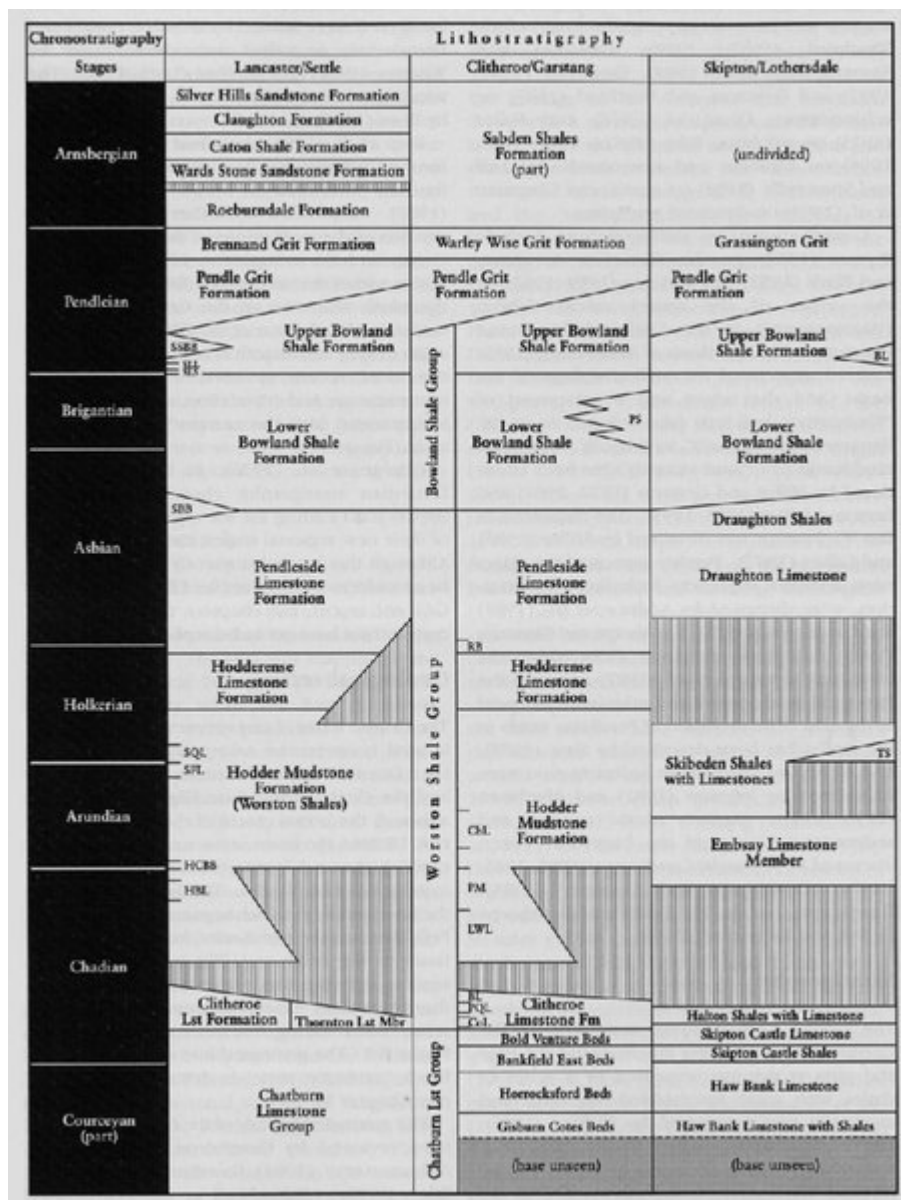 Chronostratigraphy
Lithostratigraphy
Stages
Lancaster/Settle
Clitheroe/Garstang
Skipton/Lothersdale
Arnsbergian
Silver Hills Sandstone Formation
Claughton Formation
Caton Shale Formation
Wards Stone Sandstone Formation
Roeburndale Formation
Sabden Shales
Formation
(part)
(undivided)
Pendleian
Brennand Grit Formation
Warley Wise Grit Formation
Grassington Grit
Pendle Grit
Formation
Pendle Grit
Formation
Pendle Grit
Formation
Upper Bowland
Shale Formation
Upper Bowland
Shale Formation
Upper Bowland
Shale Formation
BL
Bowland Shale Group
Brigantian
Lower
Bowland Shale
Formation
Lower
Bowland Shale
Formation
PS
Lower
Bowland Shale
Formation
Asbian
SBB
Draughton Shales
Pendleside
Limestone
Formation
Pendleside
Limestone
Formation
Draughton Limestone
RB
Worston Shale Group
Holkerian
Hodderense
Limestone
Formation
Hodderense
Limestone
Formation
SQL
Skibeden Shales
with Limestones
TS
Arundian
SPL
Hodder Mudstone
Formation
(Worston Shales)
Hodder
Mudstone
Formation
ChL
Embsay Limestone
Member
HCBB
Chadian
HBL
PM
LWL
Clitheroe
Lst Formation
Thornton Lst Mbr
Clitheroe
Limestone Fm
CoL
Halton Shales with Limestone
Bold Venture Beds
Skipton Castle Limestone
Bankfield East Beds
Skipton Castle Shales
Chatburn Lst Group
Courceyan
(part)
Chatburn
Limestone
Group
Horrocksford Beds
Haw Bank Limestone
Gisburn Cotes Beds
Haw Bank Limestone with Shales
(base unseen)
(base unseen)